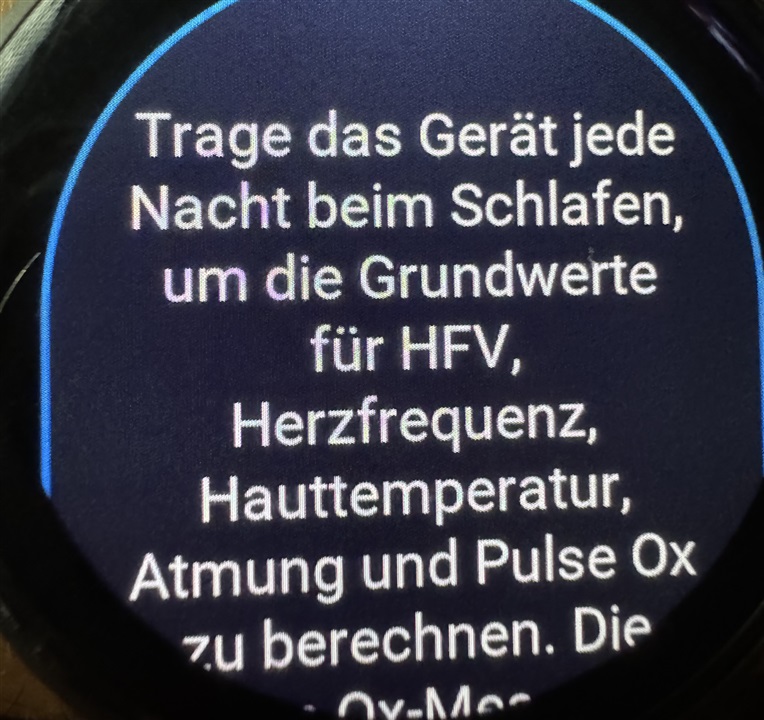 Trage das Gerät jede
Nacht beim Schlafen,
um die Grundwerte
für HFV,
Herzfrequenz,
Hauttemperatur,
Atmung und Pulse Ox
zu berechnen. Die